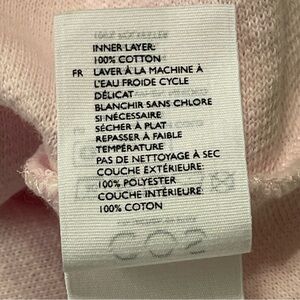 INNER LAYER:
100% COTTON
FR LAVER À LA MACHINE À
L'EAU FROIDE CYCLE
DÉLICAT
BLANCHIR SANS CHLORE
SI NÉCESSAIRE
SÉCHER À PLAT
REPASSER À FAIBLE
TEMPÉRATURE
PAS DE NETTOYAGE À SEC
COUCHE EXTÉRIEURE:
100% POLYESTER
COUCHE INTÉRIEURE:
100% COTON